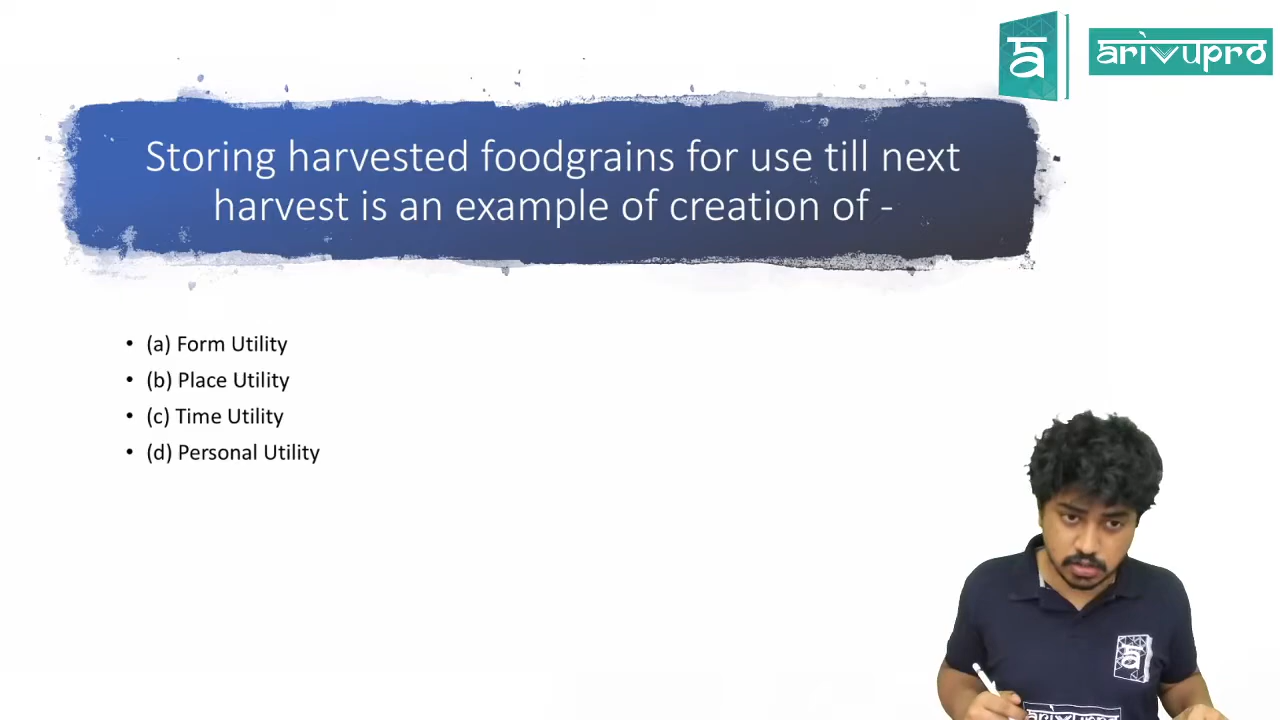 ā
arivupro
Storing harvested foodgrains for use till next
harvest is an example of creation of -
• (a) Form Utility
• (b) Place Utility
• (c) Time Utility
• (d) Personal Utility
ā
arivupro